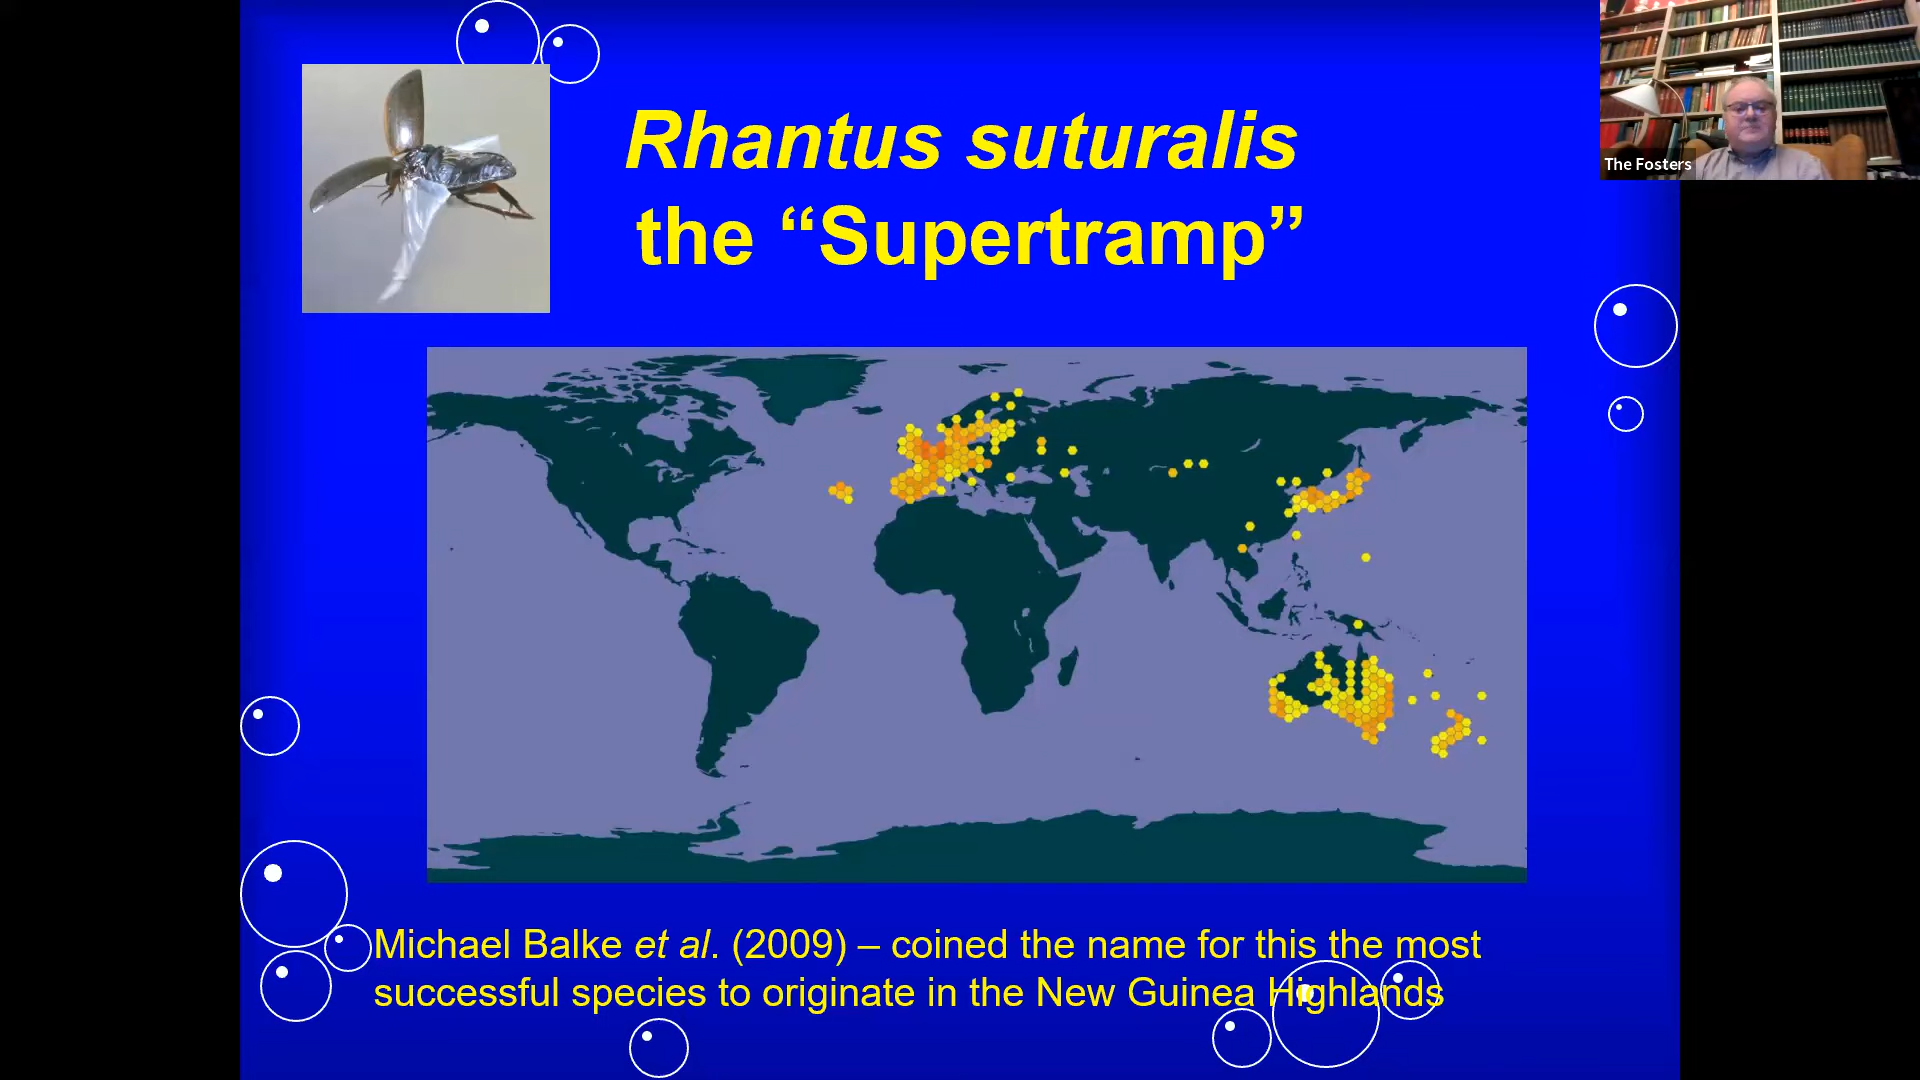 Rhantus suturalis
the “Supertramp”
The Fosters
Michael Balke et al. (2009) – coined the name for this the most
successful species to originate in the New Guinea Highlands